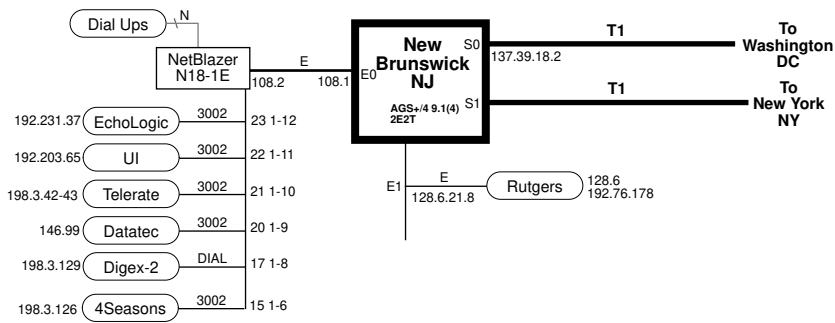 Dial Ups
N
NetBlazer
N18-1E
108.2
E
108.1
E0
New
Brunswick
NJ
AGS+/4 9.1(4)
2E2T
S0
137.39.18.2
T1
To
Washington
DC
S1
T1
To
New York
NY
192.231.37 EchoLogic 3002 23 1-12
192.203.65 UI 3002 22 1-11
198.3.42-43 Telerate 3002 21 1-10
146.99 Datatec 3002 20 1-9
198.3.129 Digex-2 DIAL 17 1-8
198.3.126 4Seasons 3002 15 1-6
E1
E
128.6.21.8
Rutgers
128.6
192.76.178